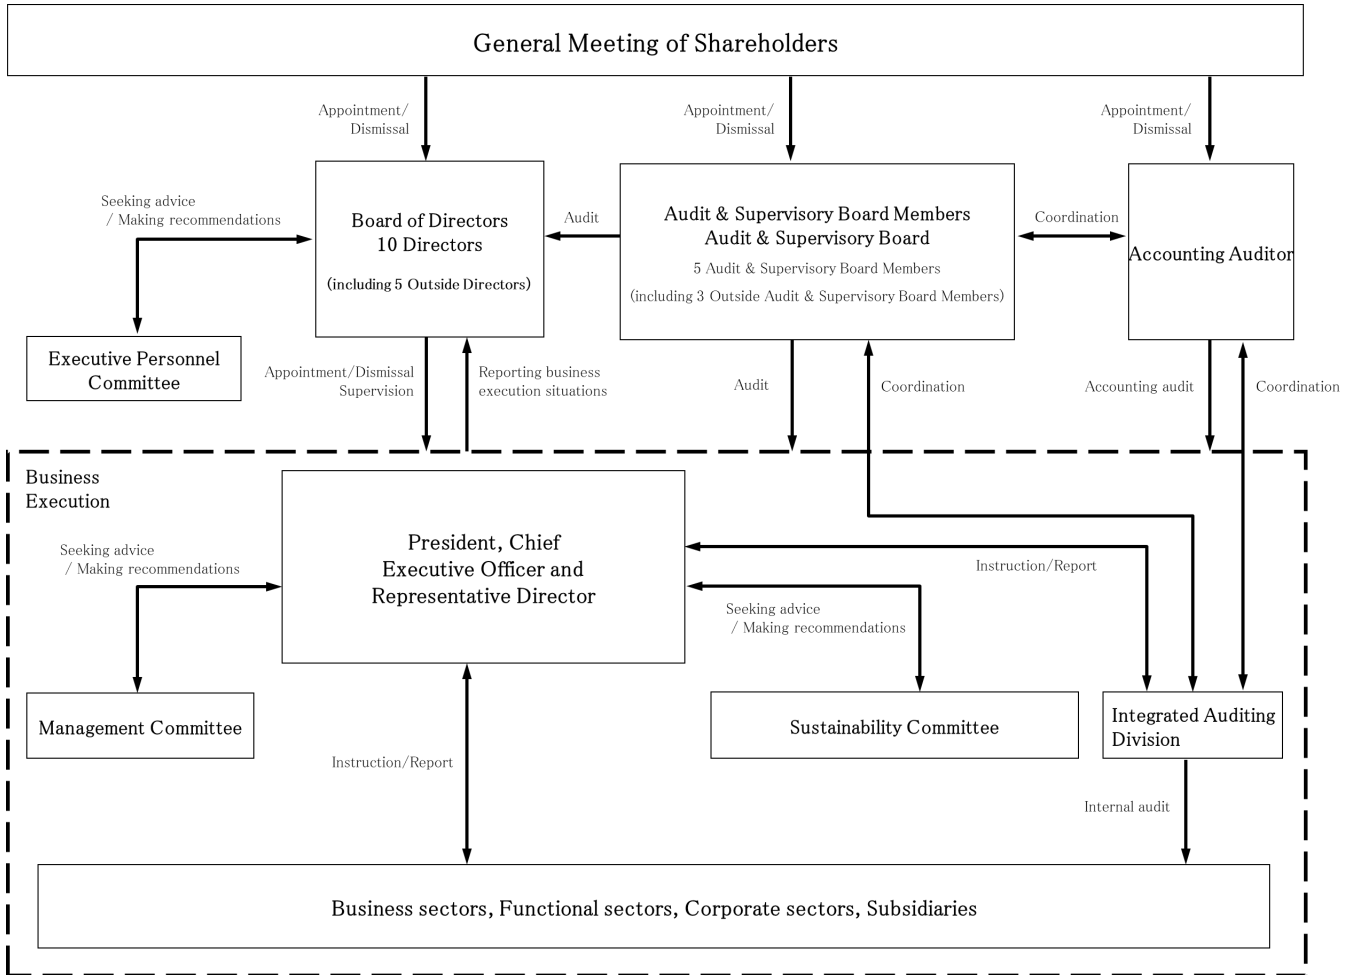 General Meeting of Shareholders
Appointment/
Dismissal
Appointment/
Dismissal
Appointment/
Dismissal
Seeking advice
/ Making recommendations
Board of Directors
10 Directors
(including 5 Outside Directors)
Audit
Audit & Supervisory Board Members
Audit & Supervisory Board
5 Audit & Supervisory Board Members
(including 3 Outside Audit & Supervisory Board Members)
Coordination
Accounting Auditor
Executive Personnel
Committee
Appointment/Dismissal
Supervision
Reporting business
execution situations
Audit
Coordination
Accounting audit
Coordination
Business
Execution
President, Chief
Executive Officer and
Representative Director
Seeking advice
/ Making recommendations
Instruction/Report
Seeking advice
/ Making recommendations
Management Committee
Sustainability Committee
Integrated Auditing
Division
Instruction/Report
Internal audit
Business sectors, Functional sectors, Corporate sectors, Subsidiaries